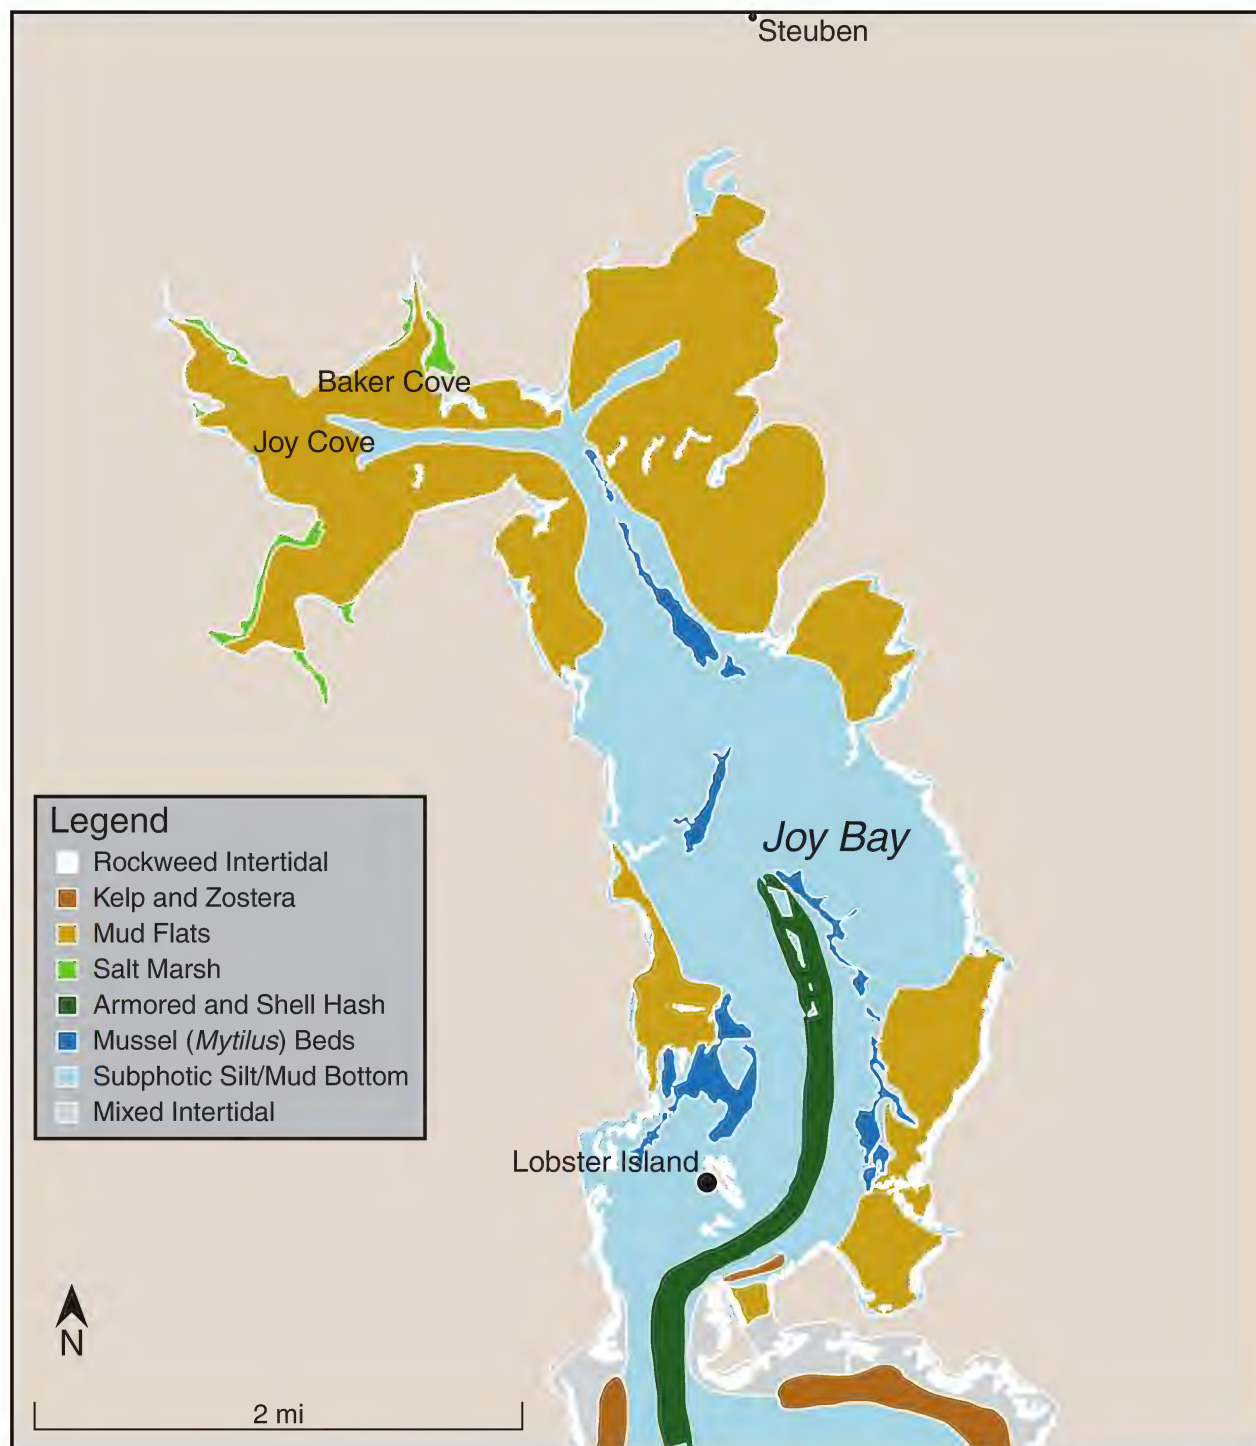 Steuben
Baker Cove
Joy Cove
Joy Bay
Lobster Island
Legend
Rockweed Intertidal
Kelp and Zostera
Mud Flats
Salt Marsh
Armored and Shell Hash
Mussel (Mytilus) Beds
Subphotic Silt/Mud Bottom
Mixed Intertidal
N
2 mi